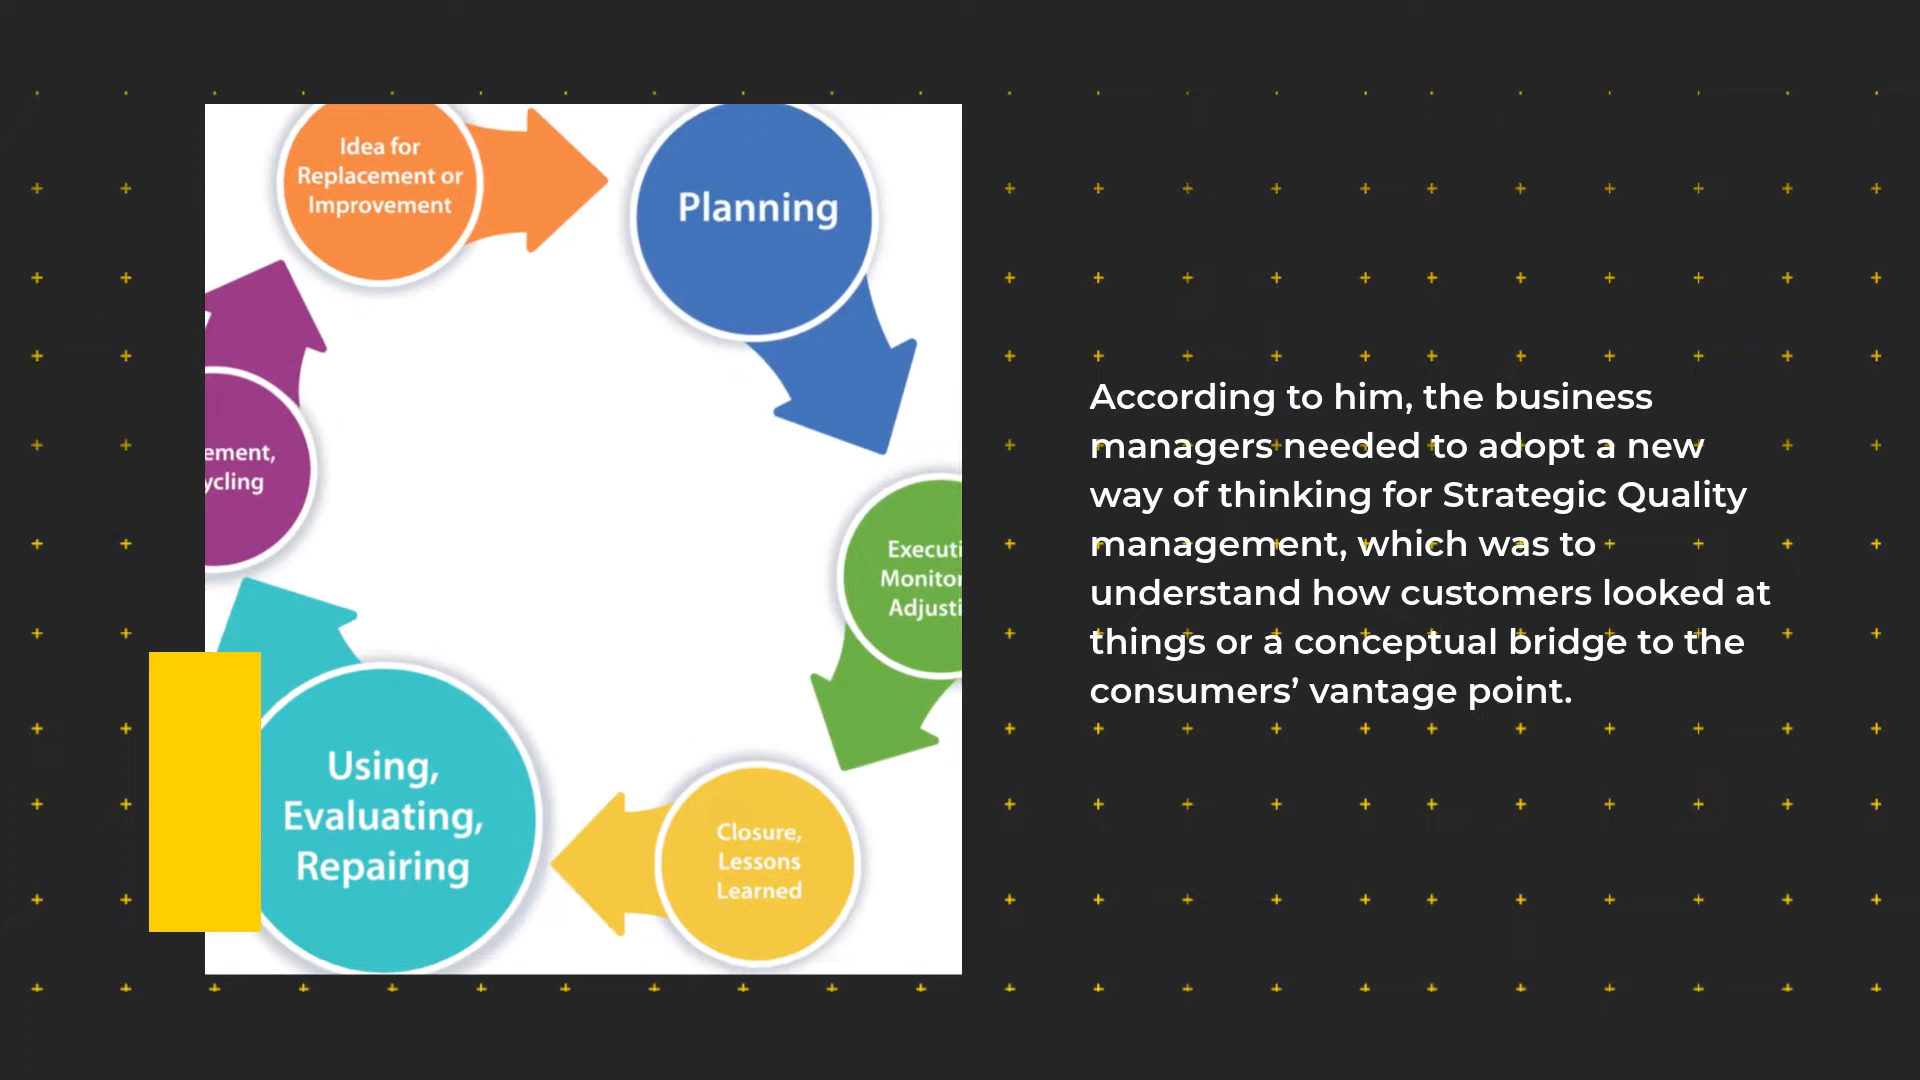 Idea for
Replacement or
Improvement
Planning
ement,
ycling
Executi
Monitor
Adjusti
Using,
Evaluating,
Repairing
Closure,
Lessons
Learned
According to him, the business
managers needed to adopt a new
way of thinking for Strategic Quality
management, which was to
understand how customers looked at
things or a conceptual bridge to the
consumers’ vantage point.